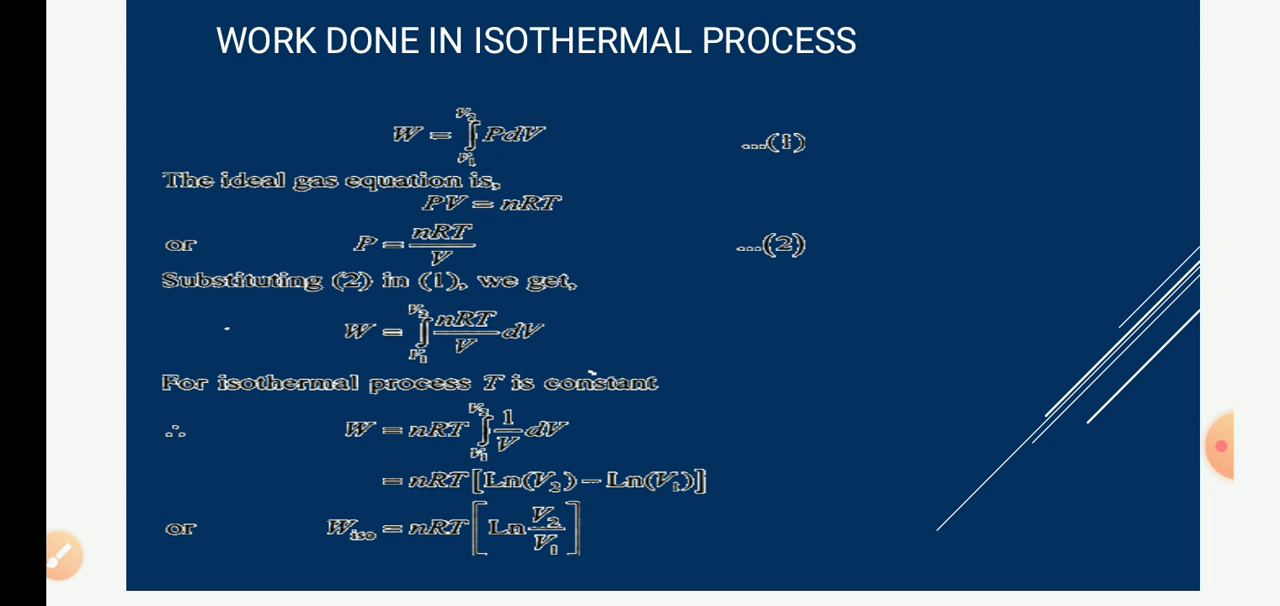 WORK DONE IN ISOTHERMAL PROCESS
W = ∫_{V₁}^{V₂} PdV ...(1)
The ideal gas equation is,
PV = nRT
or P = nRT/V ...(2)
Substituting (2) in (1), we get,
W = ∫_{V₁}^{V₂} nRT/V dV
For isothermal process T is constant
∴ W = nRT ∫_{V₁}^{V₂} 1/V dV
= nRT [Ln(V₂) – Ln(V₁)]
or W_{iso} = nRT [Ln V₂/V₁]